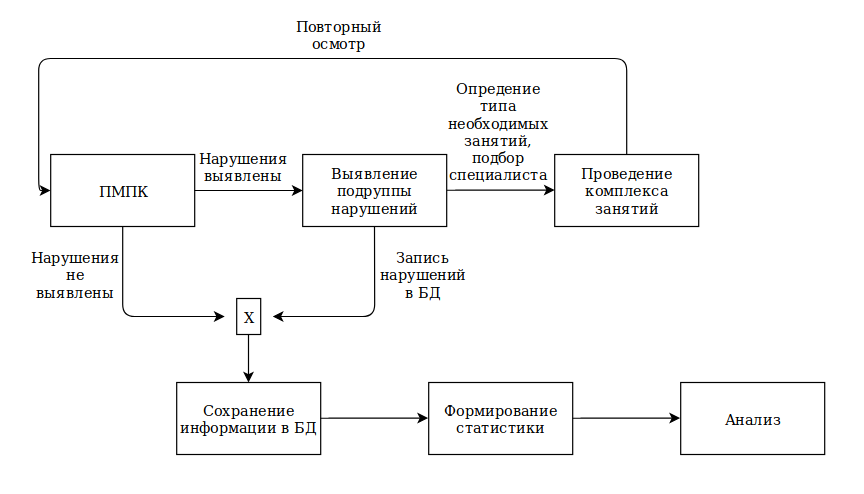 Повторный
осмотр
ПМПК
Нарушения
выявлены
Выявление
подруппы
нарушений
Опредение
типа
необходимых
занятий,
подбор
специалиста
Проведение
комплекса
занятий
Нарушения
не
выявлены
Запись
нарушений
в БД
X
Сохранение
информации в БД
Формирование
статистики
Анализ